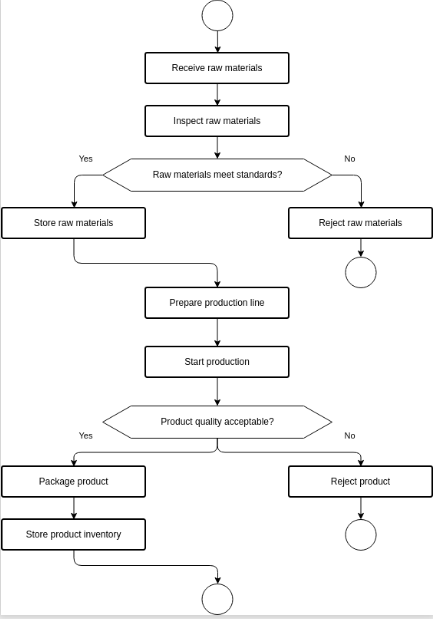 Receive raw materials
Inspect raw materials
Yes
No
Raw materials meet standards?
Store raw materials
Reject raw materials
Prepare production line
Start production
Product quality acceptable?
Yes
No
Package product
Reject product
Store product inventory